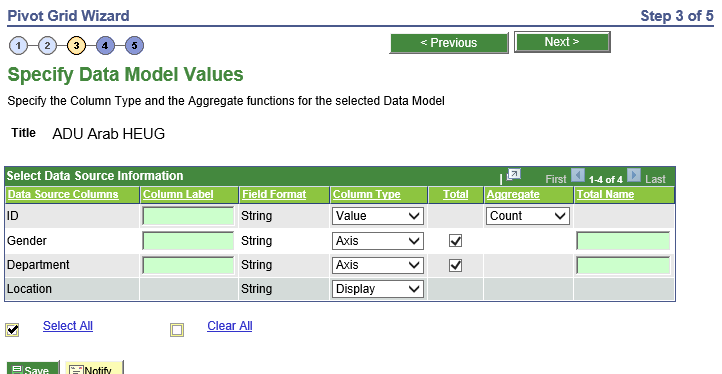 Pivot Grid Wizard Step 3 of 5
1 2 3 4 5 < Previous Next >
Specify Data Model Values
Specify the Column Type and the Aggregate functions for the selected Data Model
Title ADU Arab HEUG
Select Data Source Information | First 1-4 of 4 Last
Data Source Columns Column Label Field Format Column Type Total Aggregate Total Name
ID String Value Count
Gender String Axis
Department String Axis
Location String Display
Select All Clear All
Save Notify